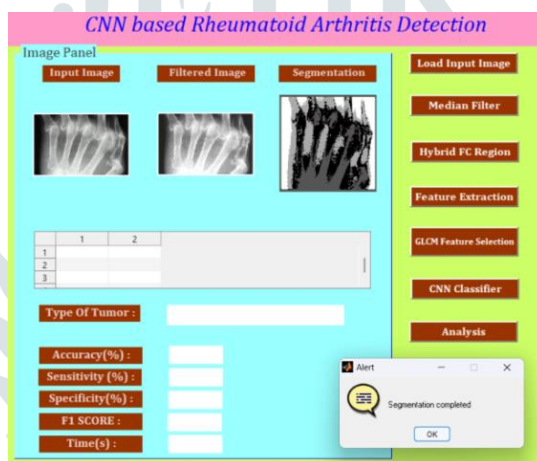 CNN based Rheumatoid Arthritis Detection
Image Panel
Input Image
Filtered Image
Segmentation
Load Input Image
Median Filter
Hybrid FC Region
Feature Extraction
GLCM Feature Selection
CNN Classifier
Analysis
1 2
1
2
3
Type Of Tumor :
Accuracy(%) :
Sensitivity (%) :
Specificity(%) :
F1 SCORE :
Time(s) :
Alert
Segmentation completed
OK